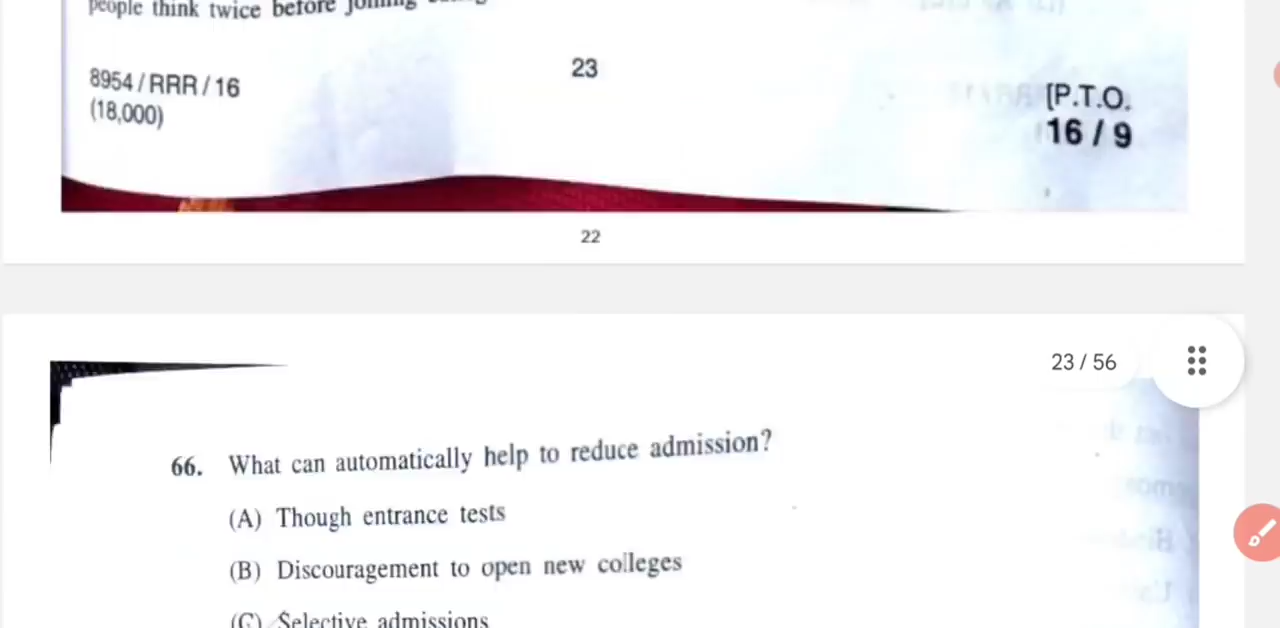 people think twice before joining
8954 / RRR / 16
(18,000)
23
[P.T.O.
16 / 9
22
23 / 56
66. What can automatically help to reduce admission?
(A) Though entrance tests
(B) Discouragement to open new colleges
(C) Selective admissions